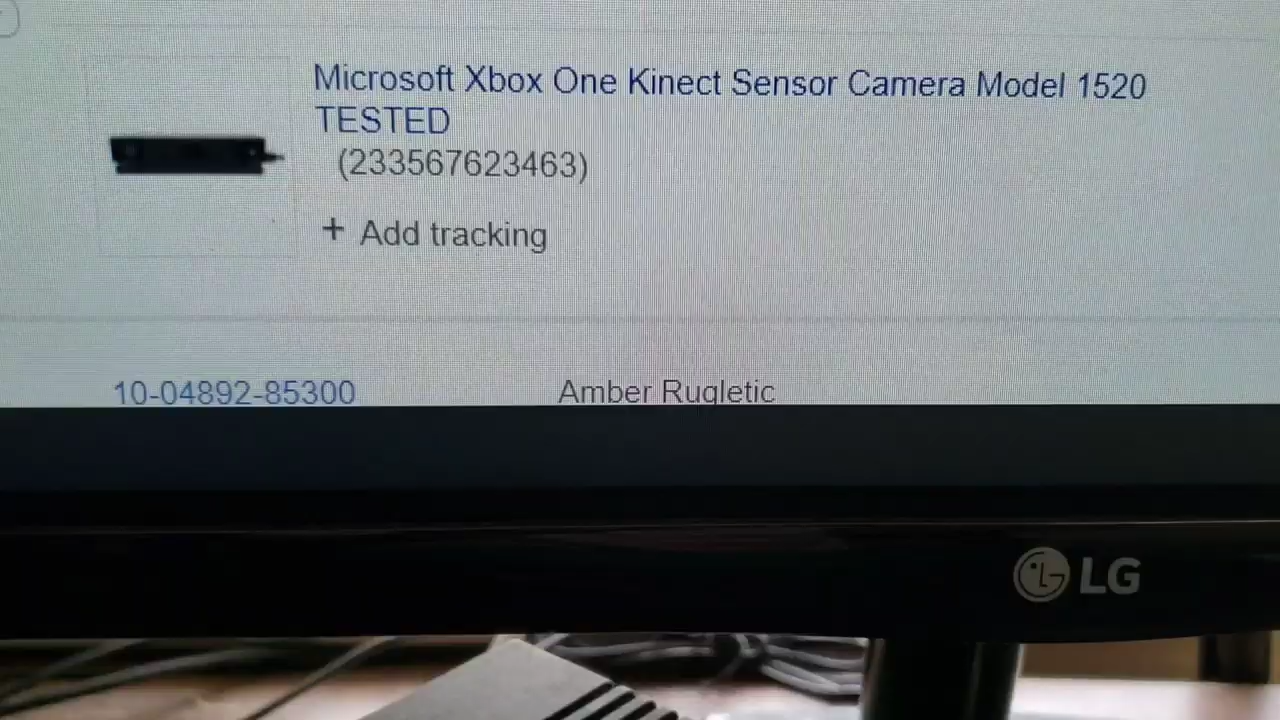 Microsoft Xbox One Kinect Sensor Camera Model 1520
TESTED
(233567623463)
+ Add tracking
10-04892-85300
Amber Rugletic
LG